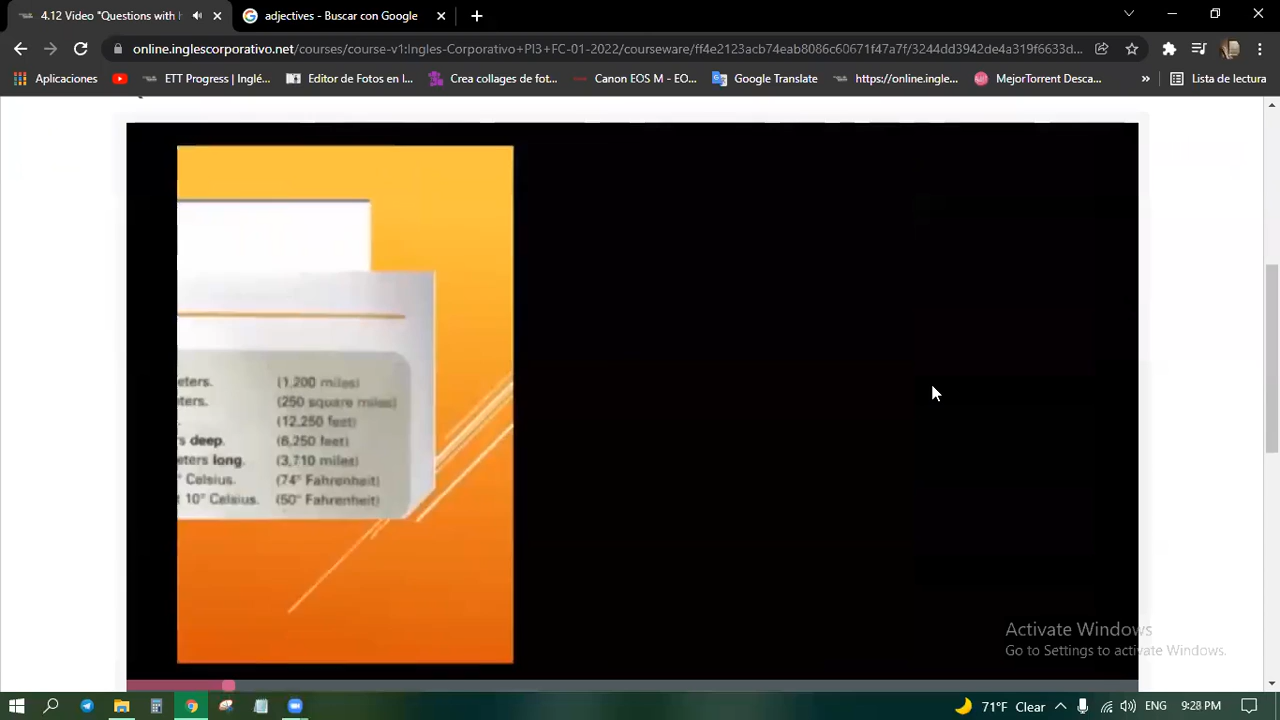 4.12 Video "Questions with
adjectives - Buscar con Google
online.inglescorporativo.net/courses/course-v1:Ingles-Corporativo+PI3+FC-01-2022/courseware/ff4e2123acb74eab8086c60671f47a7f/3244dd3942de4a319f6633d...
Aplicaciones
ETT Progress | Inglé...
Editor de Fotos en l...
Crea collages de fot...
Canon EOS M - EO...
Google Translate
https://online.ingle...
MejorTorrent Desca...
Lista de lectura
eters. (1,200 miles)
ters. (250 square miles)
. (12,250 feet)
s deep. (6,250 feet)
eters long. (3,710 miles)
° Celsius. (74° Fahrenheit)
t 10° Celsius. (50° Fahrenheit)
Activate Windows
Go to Settings to activate Windows.
71°F Clear
ENG
9:28 PM